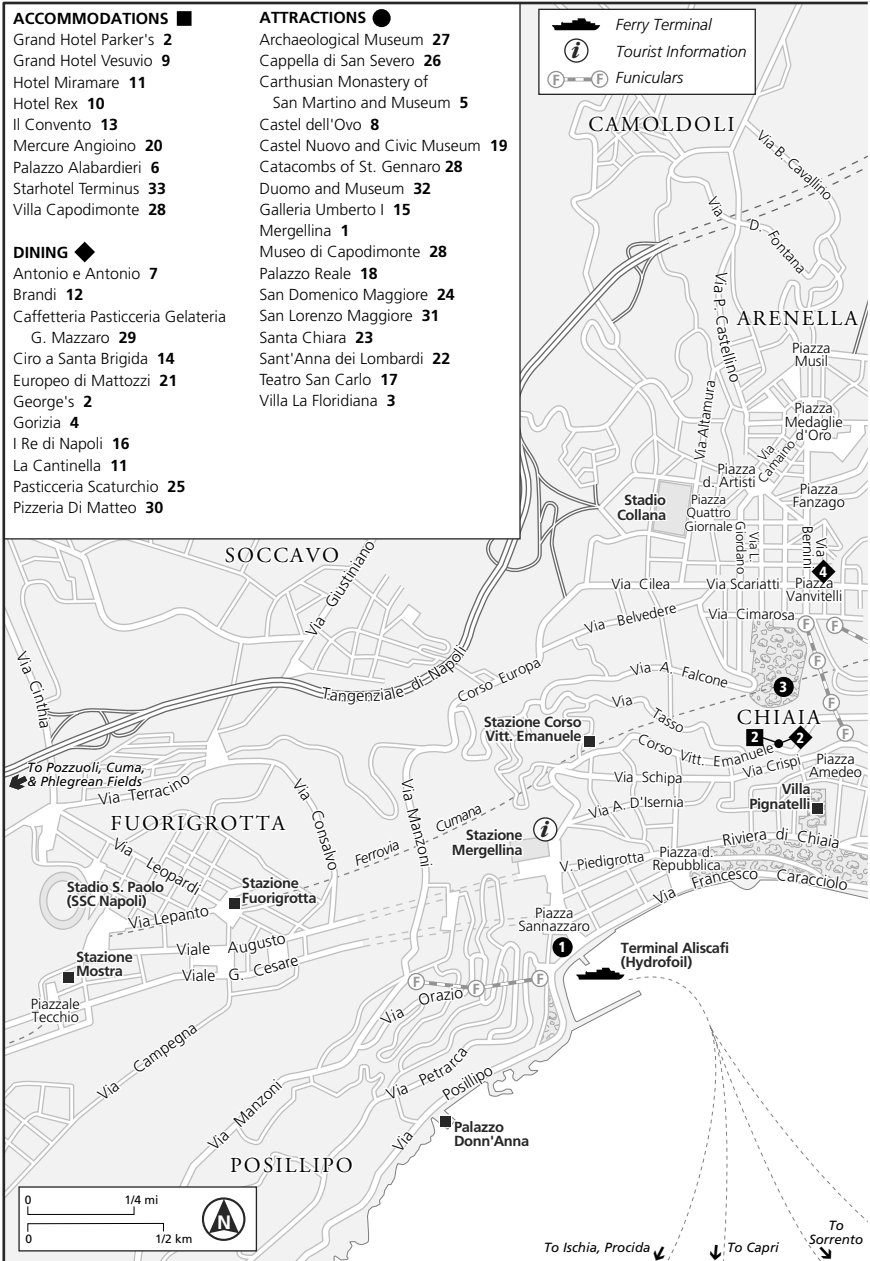 ACCOMMODATIONS
Grand Hotel Parker's 2
Grand Hotel Vesuvio 9
Hotel Miramare 11
Hotel Rex 10
Il Convento 13
Mercure Angioino 20
Palazzo Alabardieri 6
Starhotel Terminus 33
Villa Capodimonte 28
DINING
Antonio e Antonio 7
Brandi 12
Caffetteria Pasticceria Gelateria
G. Mazzaro 29
Ciro a Santa Brigida 14
Europeo di Mattozzi 21
George's 2
Gorizia 4
I Re di Napoli 16
La Cantinella 11
Pasticceria Scaturchio 25
Pizzeria Di Matteo 30
ATTRACTIONS
Archaeological Museum 27
Cappella di San Severo 26
Carthusian Monastery of
San Martino and Museum 5
Castel dell'Ovo 8
Castel Nuovo and Civic Museum 19
Catacombs of St. Gennaro 28
Duomo and Museum 32
Galleria Umberto I 15
Mergellina 1
Museo di Capodimonte 28
Palazzo Reale 18
San Domenico Maggiore 24
San Lorenzo Maggiore 31
Santa Chiara 23
Sant'Anna dei Lombardi 22
Teatro San Carlo 17
Villa La Floridiana 3
Ferry Terminal
i Tourist Information
F F Funiculars
CAMOLDOLI
Via B. Cavallino
Via D. Fontana
Via P. Castellino
ARENELLA
Piazza
Musil
Piazza
Medaglie
d'Oro
Via Altamura
Via
Camaino
Piazza
d. Artisti
Piazza
Fanzago
Stadio
Collana
Piazza
Quattro
Giornale
Via L.
Giordano
Via
Bernini
4
SOCCAVO
Via Giustiniano
Via Cilea
Via Scariatti
Piazza
Vanvitelli
Via Belvedere
Via Cimarosa
F
F
F
F
Via Cinthia
Tangenziale di Napoli
Corso Europa
Via A. Falcone
3
Via Tasso
CHIAIA
2
2
Stazione Corso
Vitt. Emanuele
Corso Vitt. Emanuele
Via Crispi
Piazza
Amedeo
To Pozzuoli, Cuma,
& Phlegrean Fields
Via Terracino
Via Schipa
Villa
Pignatelli
FUORIGROTTA
Via Consalvo
Via Manzoni
Ferrovia Cumana
Via A. D'Isernia
i
Stazione
Mergellina
Riviera di Chiaia
Via Leopardi
V. Piedigrotta
Piazza d.
Repubblica
Via Francesco Caracciolo
Stadio S. Paolo
(SSC Napoli)
Stazione
Fuorigrotta
Via Lepanto
Piazza
Sannazzaro
1
Viale Augusto
Terminal Aliscafi
(Hydrofoil)
Stazione
Mostra
Viale G. Cesare
F
F
F
Piazzale
Tecchio
Via Orazio
Via Campegna
Via Petrarca
Via Posillipo
Via Manzoni
Palazzo
Donn'Anna
POSILLIPO
0 1/4 mi
0 1/2 km
N
To Ischia, Procida
To Capri
To
Sorrento